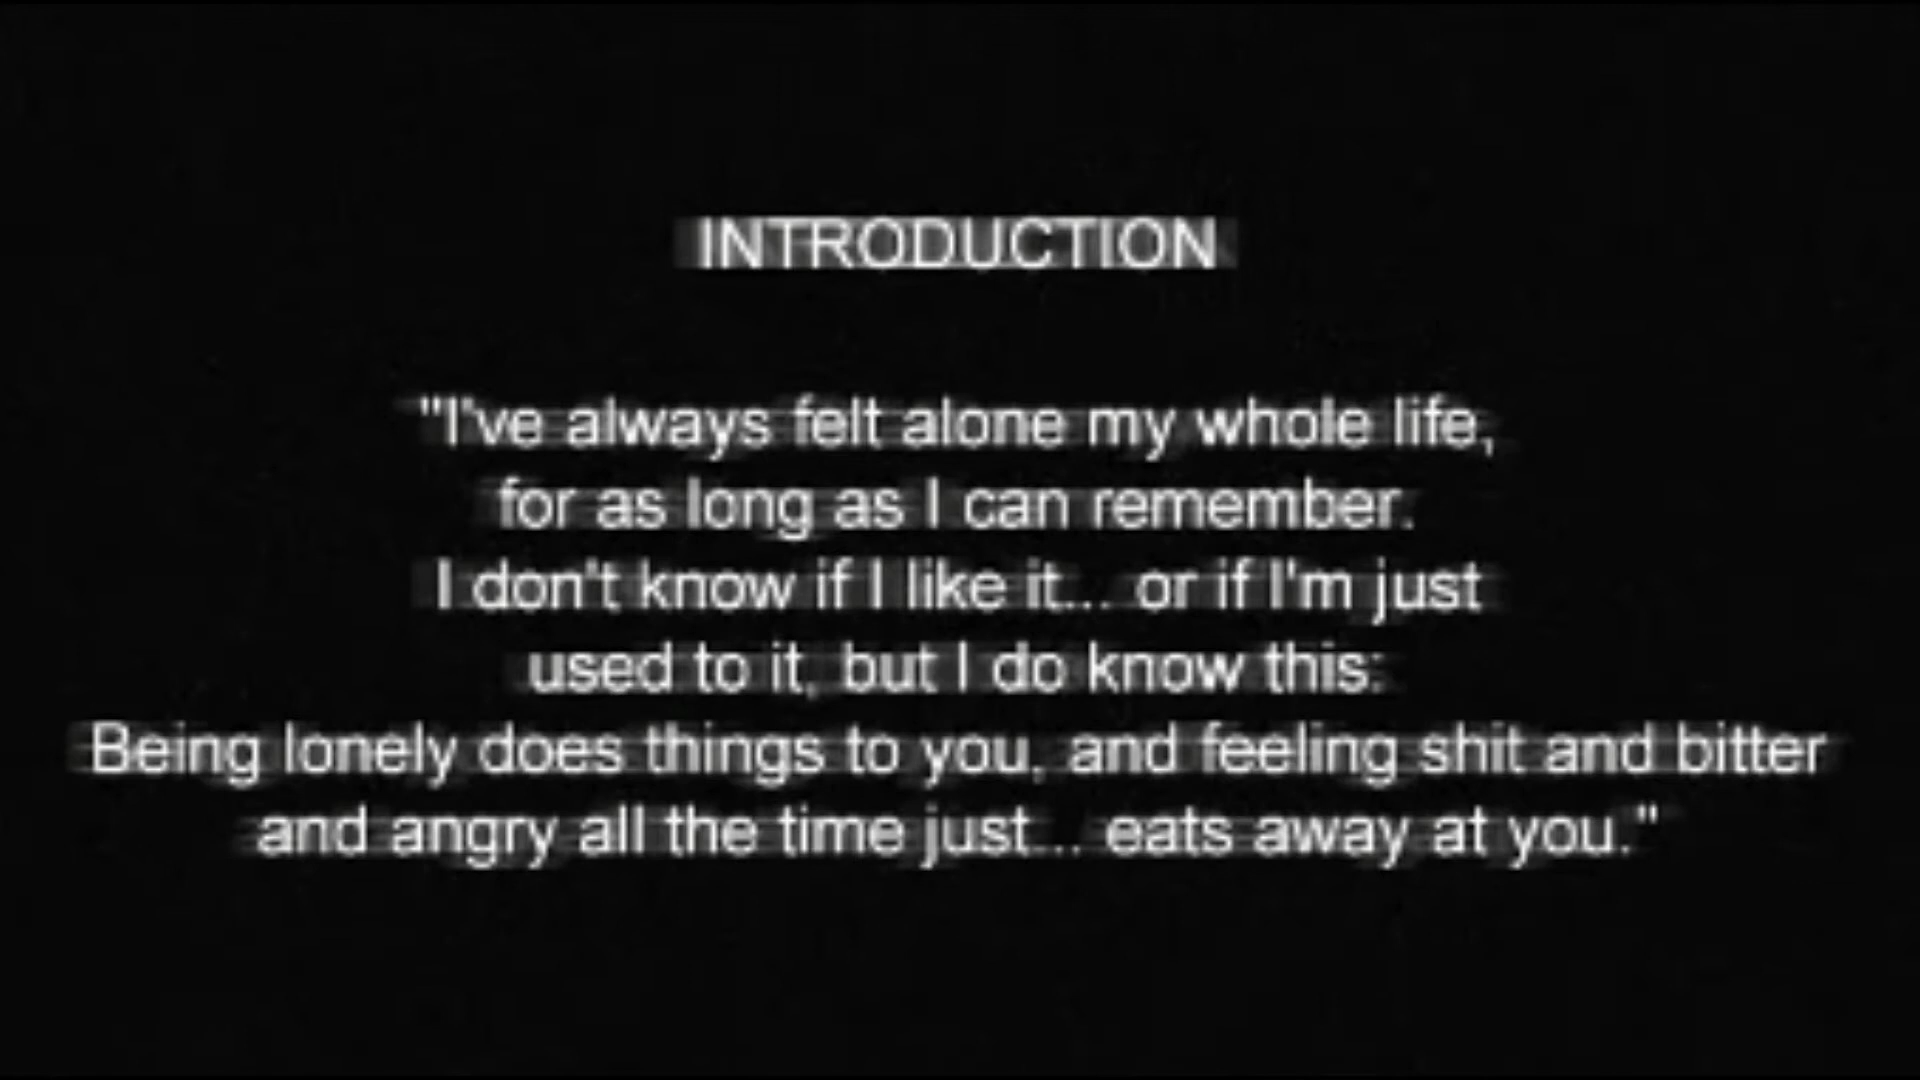 INTRODUCTION
"I've always felt alone my whole life,
for as long as I can remember.
I don't know if I like it... or if I'm just
used to it, but I do know this:
Being lonely does things to you, and feeling shit and bitter
and angry all the time just... eats away at you."